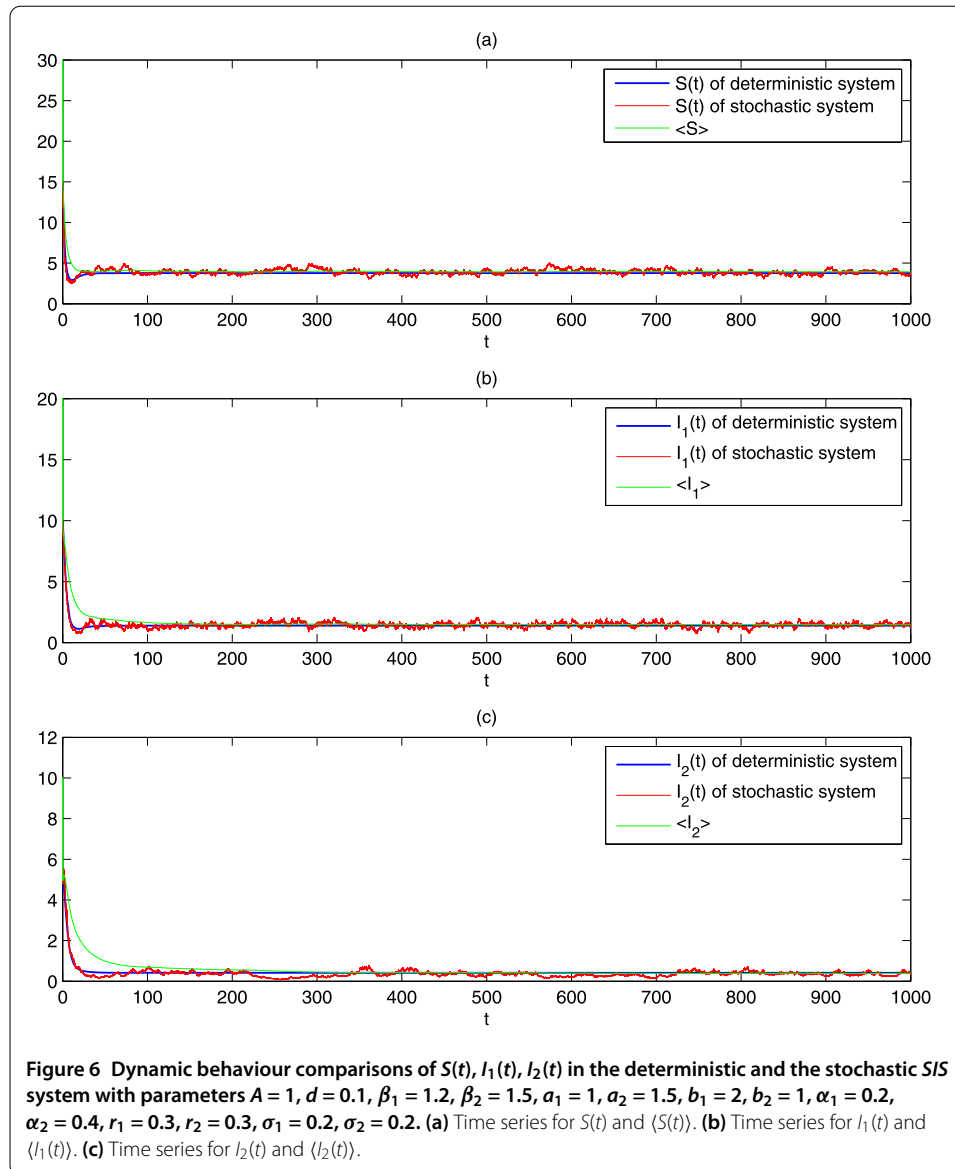 (a)
30
25
20
15
10
5
0
S(t) of deterministic system
S(t) of stochastic system
<S>
0 100 200 300 400 500 600 700 800 900 1000
t
(b)
20
15
10
5
0
I_1(t) of deterministic system
I_1(t) of stochastic system
<I_1>
0 100 200 300 400 500 600 700 800 900 1000
t
(c)
12
10
8
6
4
2
0
I_2(t) of deterministic system
I_2(t) of stochastic system
<I_2>
0 100 200 300 400 500 600 700 800 900 1000
t
Figure 6 Dynamic behaviour comparisons of S(t), I₁(t), I₂(t) in the deterministic and the stochastic SIS
system with parameters A = 1, d = 0.1, β₁ = 1.2, β₂ = 1.5, a₁ = 1, a₂ = 1.5, b₁ = 2, b₂ = 1, α₁ = 0.2,
α₂ = 0.4, r₁ = 0.3, r₂ = 0.3, σ₁ = 0.2, σ₂ = 0.2. (a) Time series for S(t) and ⟨S(t)⟩. (b) Time series for I₁(t) and
⟨I₁(t)⟩. (c) Time series for I₂(t) and ⟨I₂(t)⟩.